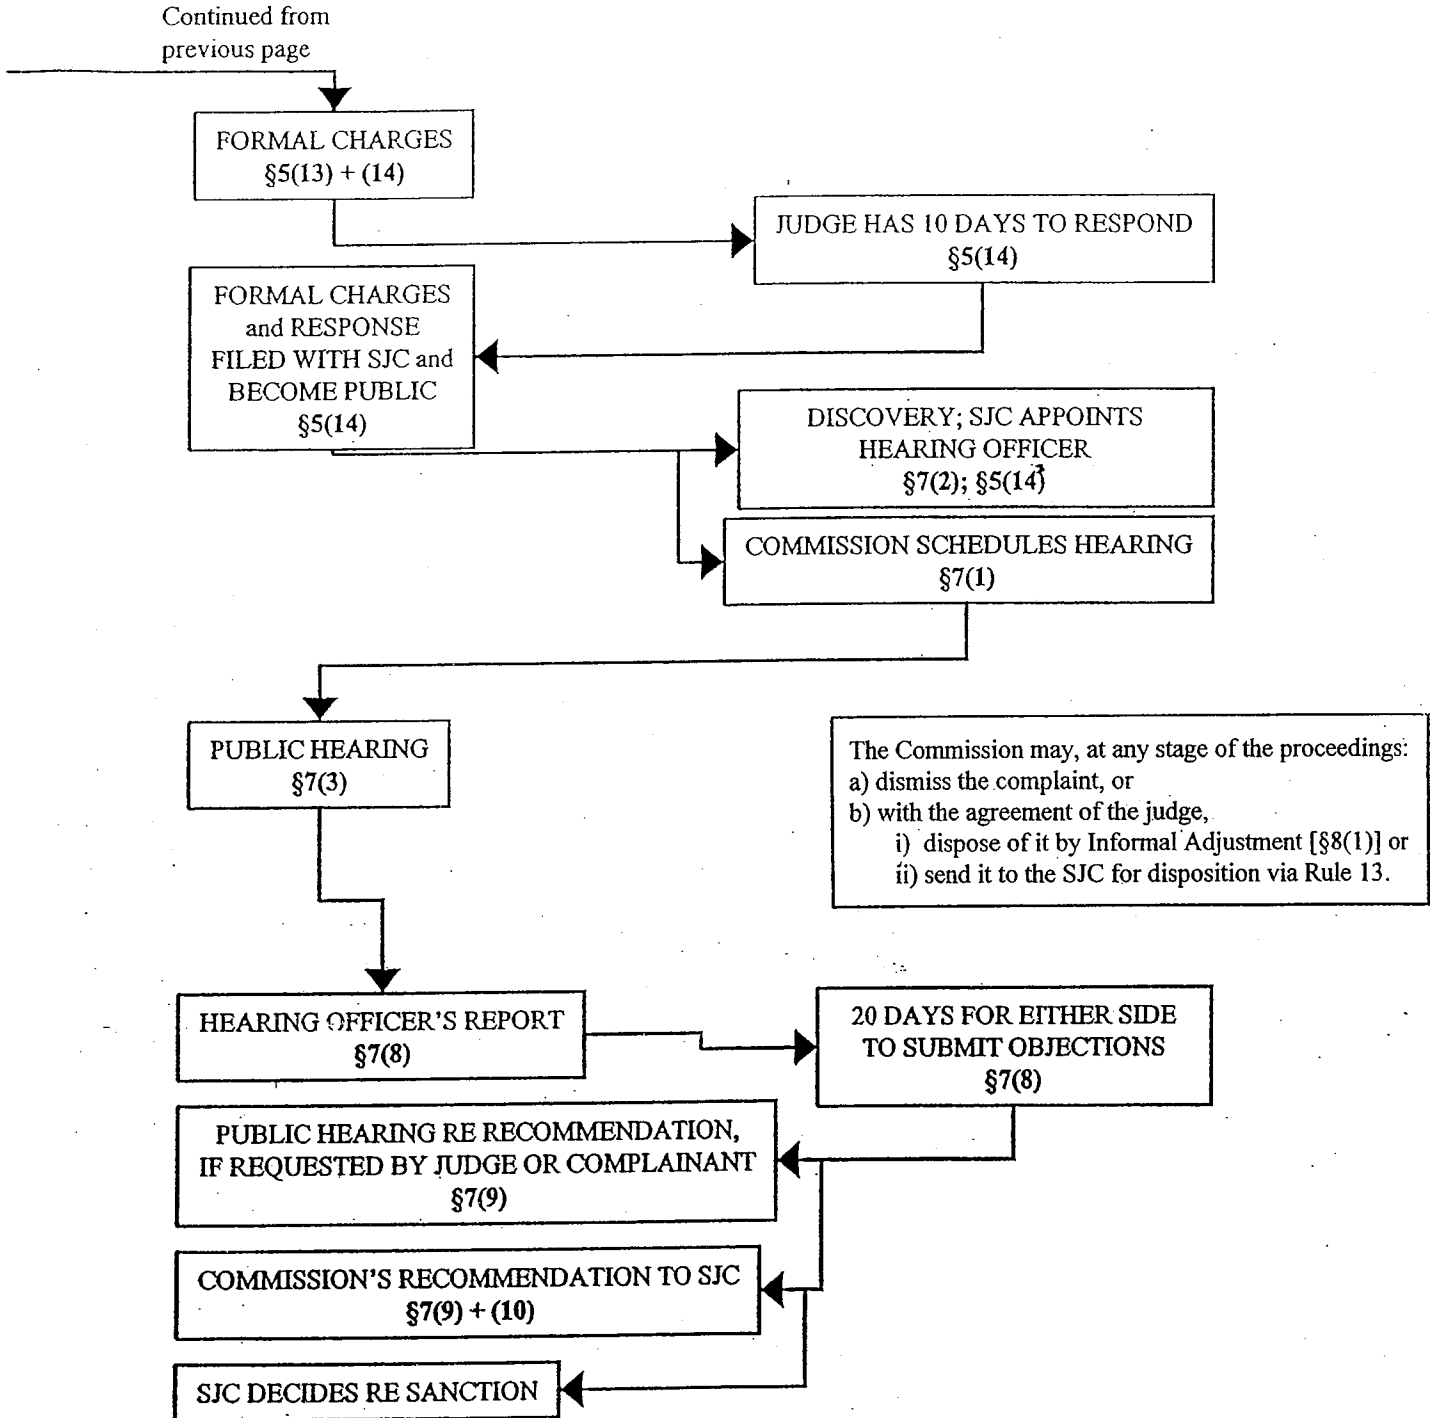 Continued from
previous page
FORMAL CHARGES
§5(13) + (14)
JUDGE HAS 10 DAYS TO RESPOND
§5(14)
FORMAL CHARGES
and RESPONSE
FILED WITH SJC and
BECOME PUBLIC
§5(14)
DISCOVERY; SJC APPOINTS
HEARING OFFICER
§7(2); §5(14)
COMMISSION SCHEDULES HEARING
§7(1)
PUBLIC HEARING
§7(3)
The Commission may, at any stage of the proceedings:
a) dismiss the complaint, or
b) with the agreement of the judge,
i) dispose of it by Informal Adjustment [§8(1)] or
ii) send it to the SJC for disposition via Rule 13.
HEARING OFFICER'S REPORT
§7(8)
20 DAYS FOR EITHER SIDE
TO SUBMIT OBJECTIONS
§7(8)
PUBLIC HEARING RE RECOMMENDATION,
IF REQUESTED BY JUDGE OR COMPLAINANT
§7(9)
COMMISSION'S RECOMMENDATION TO SJC
§7(9) + (10)
SJC DECIDES RE SANCTION